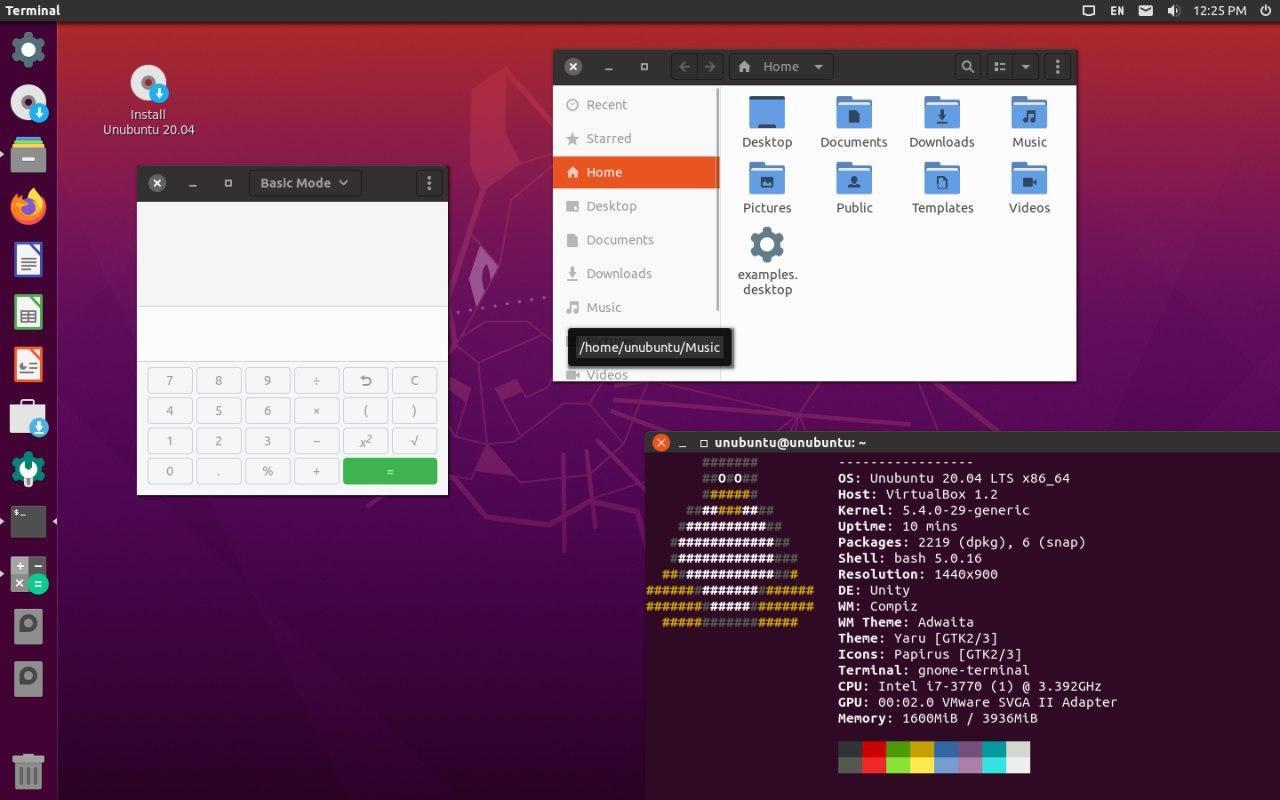 Terminal
EN
12:25 PM
Install
Unubuntu 20.04
Basic Mode
7 8 9 ÷ C
4 5 6 × ( )
1 2 3 − x² √
0 . % + =
Home
Recent
Starred
Home
Desktop
Documents
Downloads
Music
/home/unubuntu/Music
Videos
Desktop Documents Downloads Music
Pictures Public Templates Videos
examples.
desktop
unubuntu@unubuntu: ~
-----------------
OS: Unubuntu 20.04 LTS x86_64
Host: VirtualBox 1.2
Kernel: 5.4.0-29-generic
Uptime: 10 mins
Packages: 2219 (dpkg), 6 (snap)
Shell: bash 5.0.16
Resolution: 1440x900
DE: Unity
WM: Compiz
WM Theme: Adwaita
Theme: Yaru [GTK2/3]
Icons: Papirus [GTK2/3]
Terminal: gnome-terminal
CPU: Intel i7-3770 (1) @ 3.392GHz
GPU: 00:02.0 VMware SVGA II Adapter
Memory: 1600MiB / 3936MiB